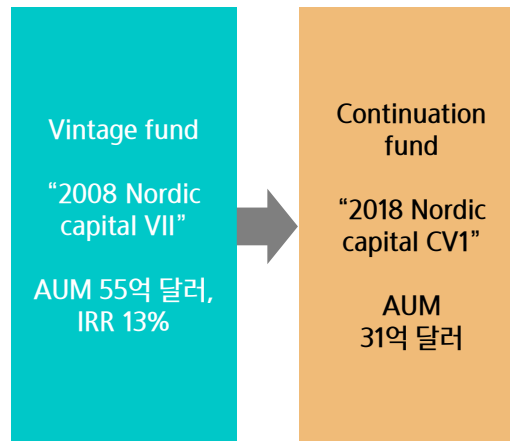 Vintage fund
“2008 Nordic
capital VII”
AUM 55억 달러,
IRR 13%
Continuation
fund
“2018 Nordic
capital CV1”
AUM
31억 달러